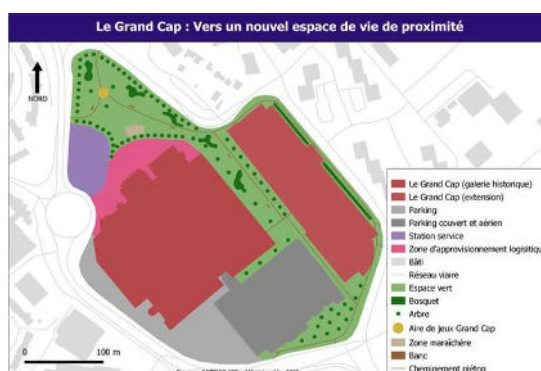 Le Grand Cap : Vers un nouvel espace de vie de proximité
NORD
Le Grand Cap (galerie historique)
Le Grand Cap (extension)
Parking
Parking couvert et aérien
Station service
Zone d'approvisionnement logisitiqu
Bâti
Réseau viaire
Espace vert
Bosquet
Arbre
Aire de jeux Grand Cap
Zone maraîchère
Banc
Cheminement piéton
0 100 m